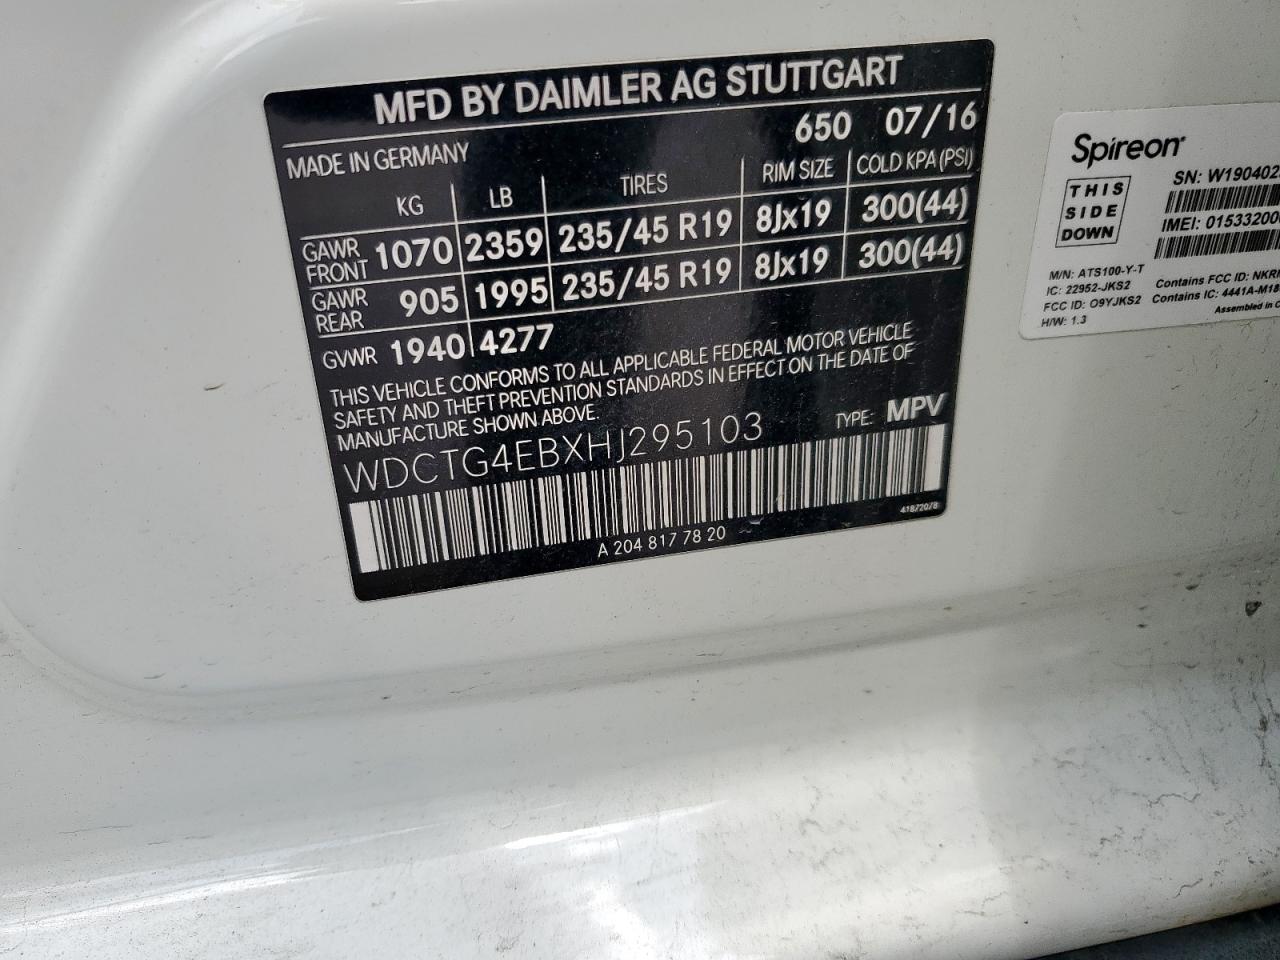 MFD BY DAIMLER AG STUTTGART
650 07/16
MADE IN GERMANY
KG LB TIRES RIM SIZE COLD KPA (PSI)
GAWR FRONT 1070 2359 235/45 R19 8Jx19 300(44)
GAWR REAR 905 1995 235/45 R19 8Jx19 300(44)
GVWR 1940 4277
THIS VEHICLE CONFORMS TO ALL APPLICABLE FEDERAL MOTOR VEHICLE
SAFETY AND THEFT PREVENTION STANDARDS IN EFFECT ON THE DATE OF
MANUFACTURE SHOWN ABOVE.
TYPE: MPV
WDCTG4EBXHJ295103
41872078
A 204 817 78 20
Spireon
THIS
SIDE
DOWN
SN: W190402
IMEI: 01533200
M/N: ATS100-Y-T
IC: 22952-JKS2 Contains FCC ID:
FCC ID: O9YJKS2 Contains IC: 4441A-M18
H/W: 1.3 Assembled in